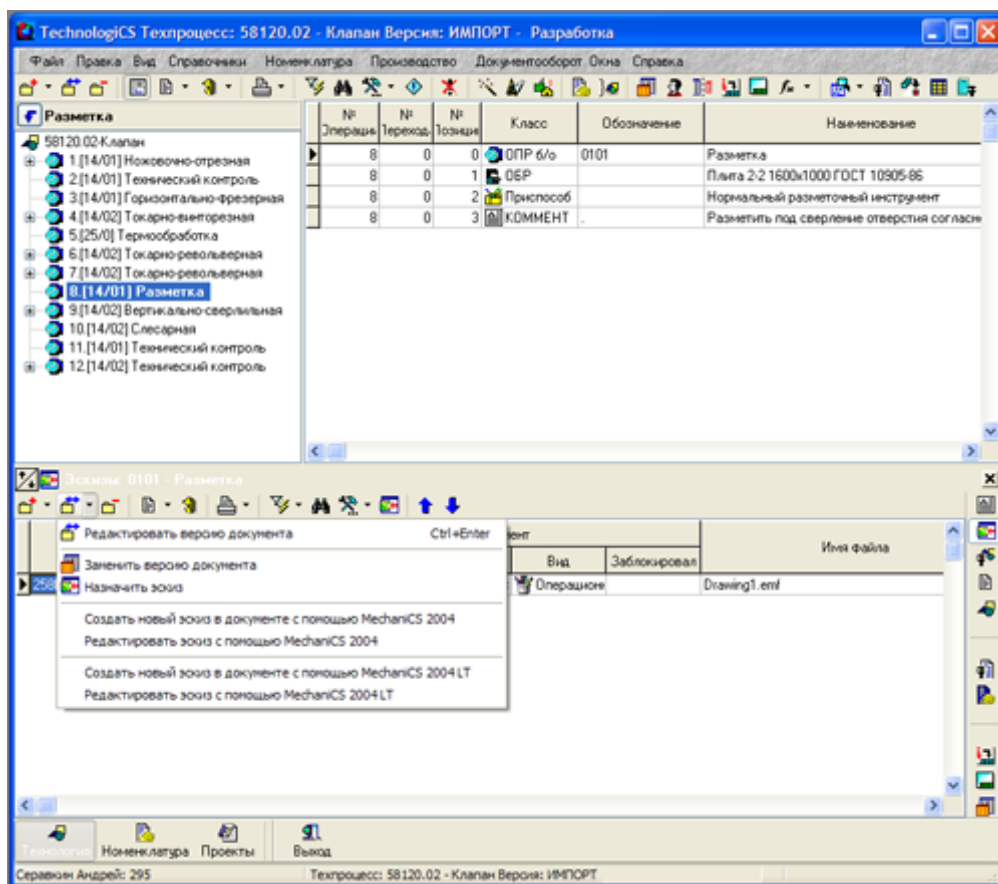 TechnologiCS Техпроцесс: 58120.02 - Клапан Версия: ИМПОРТ - Разработка
Файл Правка Вид Справочники Номенклатура Производство Документооборот Окна Справка
Разметка
58120.02-Клапан
1.[14/01] Ножовочно-отрезная
2.[14/01] Технический контроль
3.[14/01] Горизонтально-фрезерная
4.[14/02] Токарно-винторезная
5.[25/0] Термообработка
6.[14/02] Токарно-револьверная
7.[14/02] Токарно-револьверная
8.[14/01] Разметка
9.[14/02] Вертикально-сверлильная
10.[14/02] Слесарная
11.[14/01] Технический контроль
12.[14/02] Технический контроль
№ Операции № Переход № Позиции Класс Обозначение Наименование
8 0 0 ОПР б/о 0101 Разметка
8 0 1 ОБР Плита 2-2 1600x1000 ГОСТ 10905-86
8 0 2 Приспособ Нормальный разметочный инструмент
8 0 3 КОММЕНТ . Разметить под сверление отверстия согласн
Эскизы: 0101 - Разметка
ент
Вид Заблокировал Имя файла
258 Операционн Drawing1.emf
Редактировать версию документа Ctrl+Enter
Заменить версию документа
Назначить эскиз
Создать новый эскиз в документе с помощью MechaniCS 2004
Редактировать эскиз с помощью MechaniCS 2004
Создать новый эскиз в документе с помощью MechaniCS 2004 LT
Редактировать эскиз с помощью MechaniCS 2004 LT
Технология Номенклатура Проекты Выход
Серавкин Андрей: 295 Техпроцесс: 58120.02 - Клапан Версия: ИМПОРТ